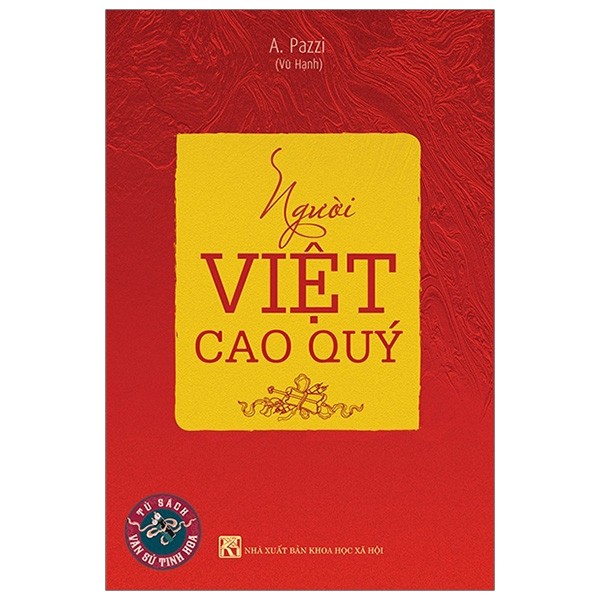 A. Pazzi
(Vũ Hạnh)
Người
VIỆT
CAO QUÝ
TỦ SÁCH
VĂN SỬ TINH HOA
NHÀ XUẤT BẢN KHOA HỌC XÃ HỘI